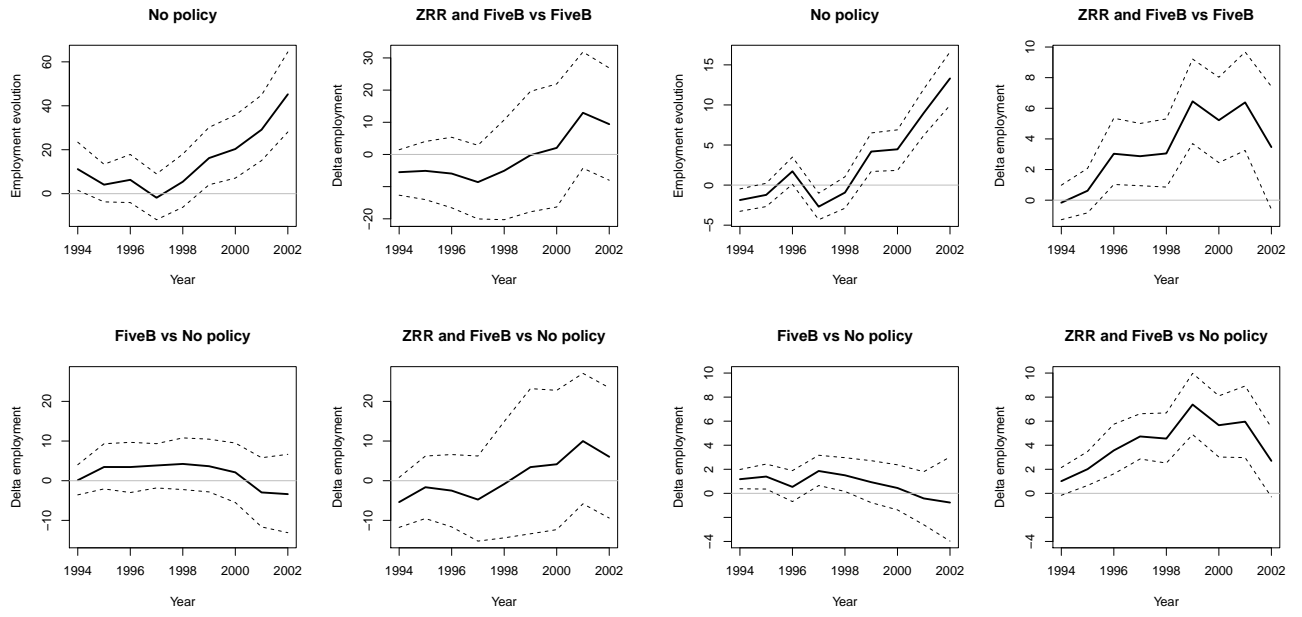 No policy
Employment evolution
60
40
20
0
1994 1996 1998 2000 2002
Year
ZRR and FiveB vs FiveB
Delta employment
30
20
10
0
−20
1994 1996 1998 2000 2002
Year
No policy
Employment evolution
15
10
5
0
−5
1994 1996 1998 2000 2002
Year
ZRR and FiveB vs FiveB
Delta employment
10
8
6
4
2
0
1994 1996 1998 2000 2002
Year
FiveB vs No policy
Delta employment
20
10
0
−10
1994 1996 1998 2000 2002
Year
ZRR and FiveB vs No policy
Delta employment
20
10
0
−10
1994 1996 1998 2000 2002
Year
FiveB vs No policy
Delta employment
10
8
6
4
2
0
−4
1994 1996 1998 2000 2002
Year
ZRR and FiveB vs No policy
Delta employment
10
8
6
4
2
0
−4
1994 1996 1998 2000 2002
Year